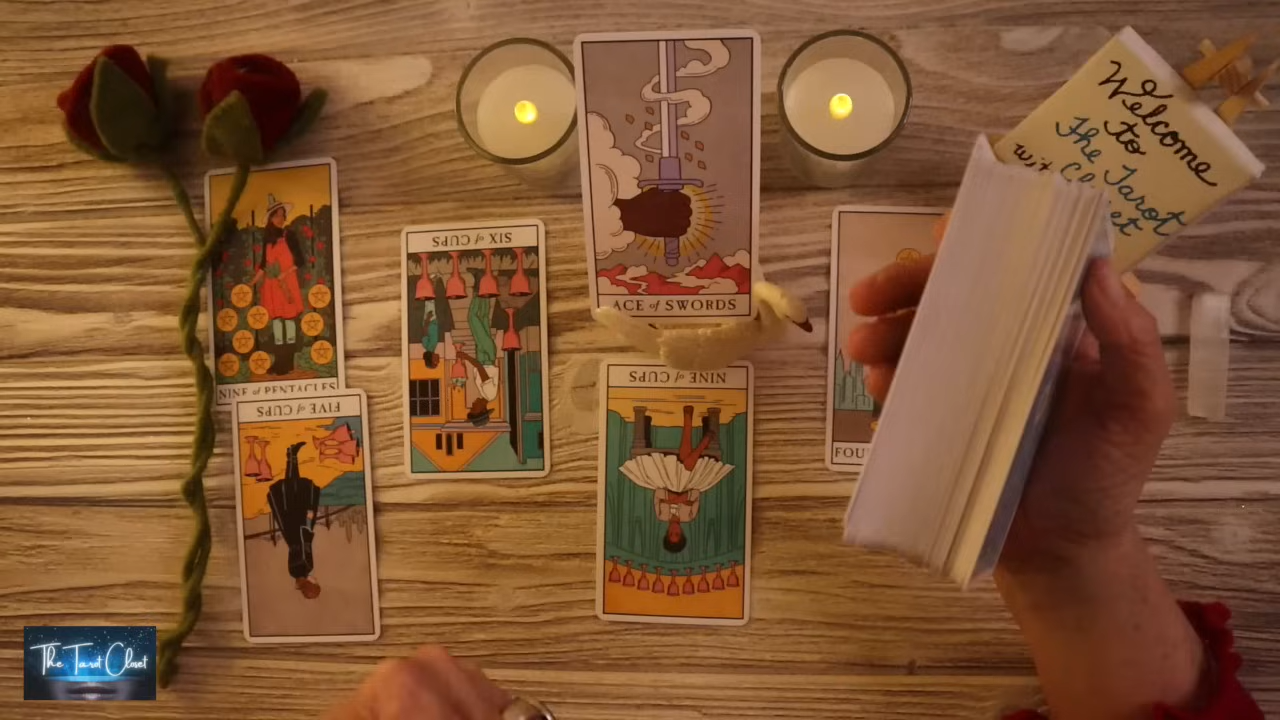 Welcome
to
The Tarot
ACE of SWORDS
SIX of CUPS
NINE of PENTACLES
FIVE of CUPS
NINE of CUPS
The Tarot Closet